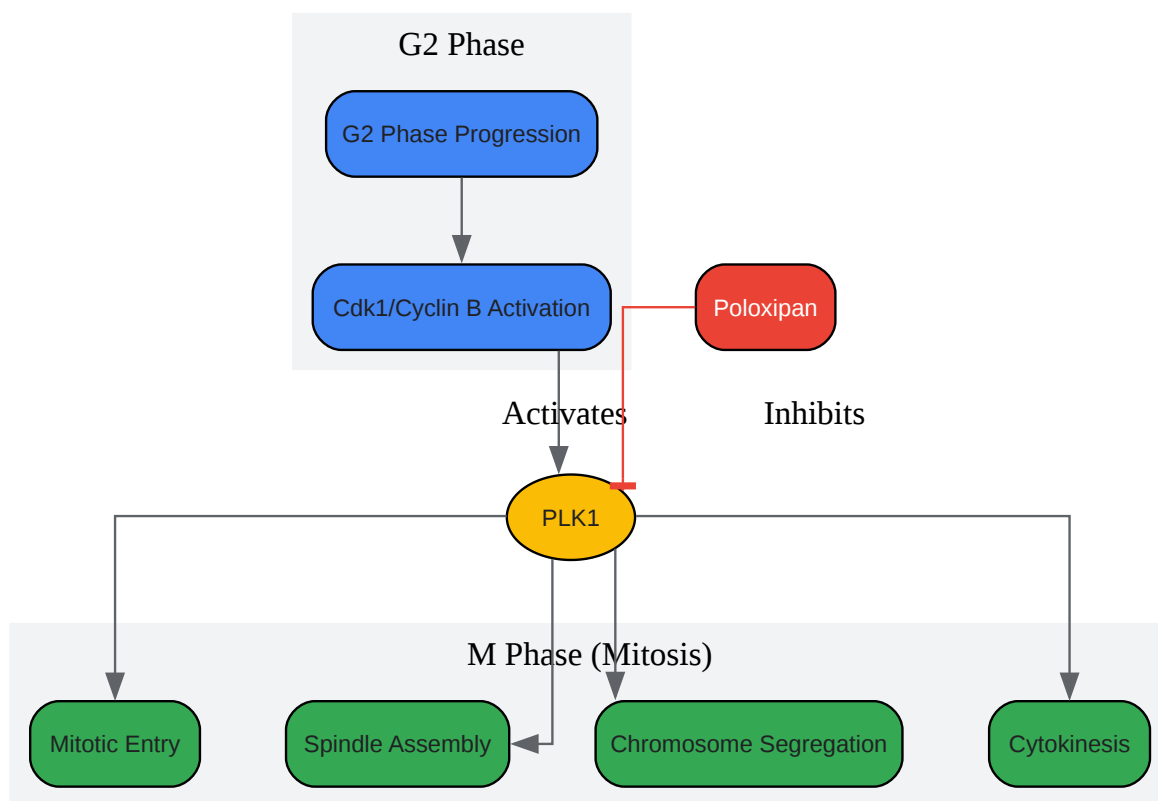 G2 Phase
G2 Phase Progression
Cdk1/Cyclin B Activation
Poloxipan
Activates
Inhibits
PLK1
M Phase (Mitosis)
Mitotic Entry
Spindle Assembly
Chromosome Segregation
Cytokinesis